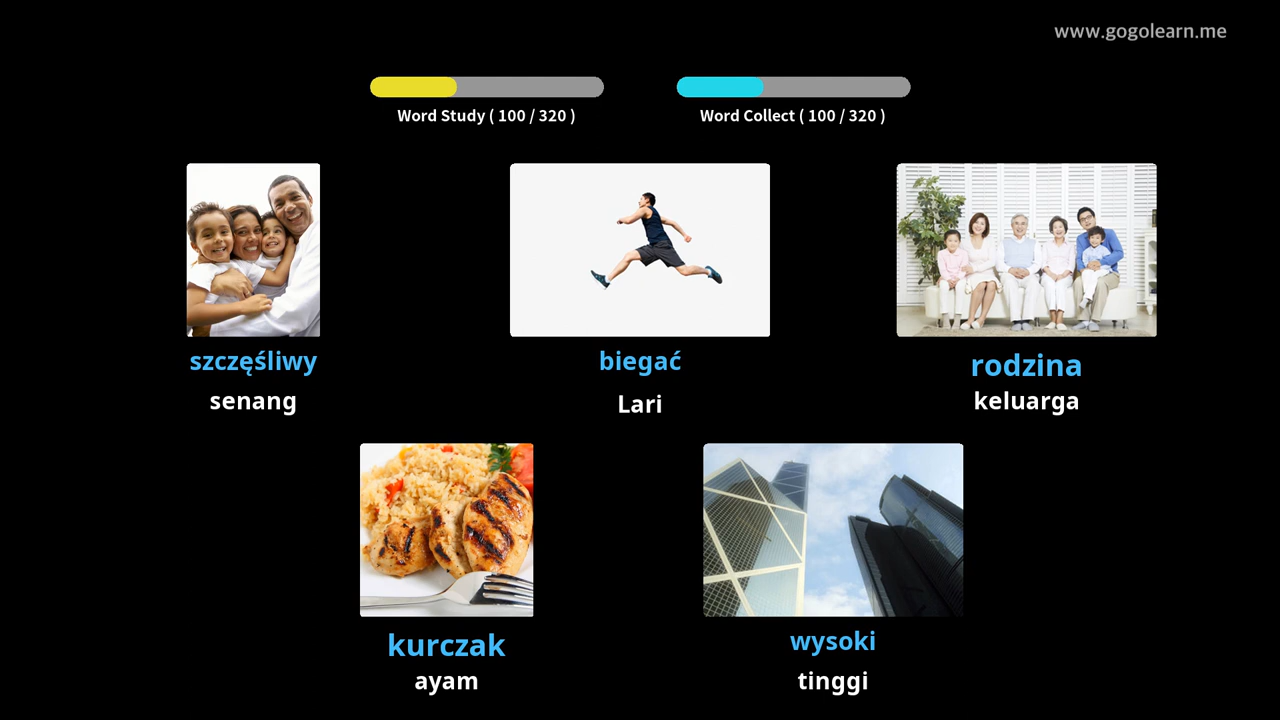 www.gogolearn.me
Word Study ( 100 / 320 )
Word Collect ( 100 / 320 )
szczęśliwy
senang
biegać
Lari
rodzina
keluarga
kurczak
ayam
wysoki
tinggi